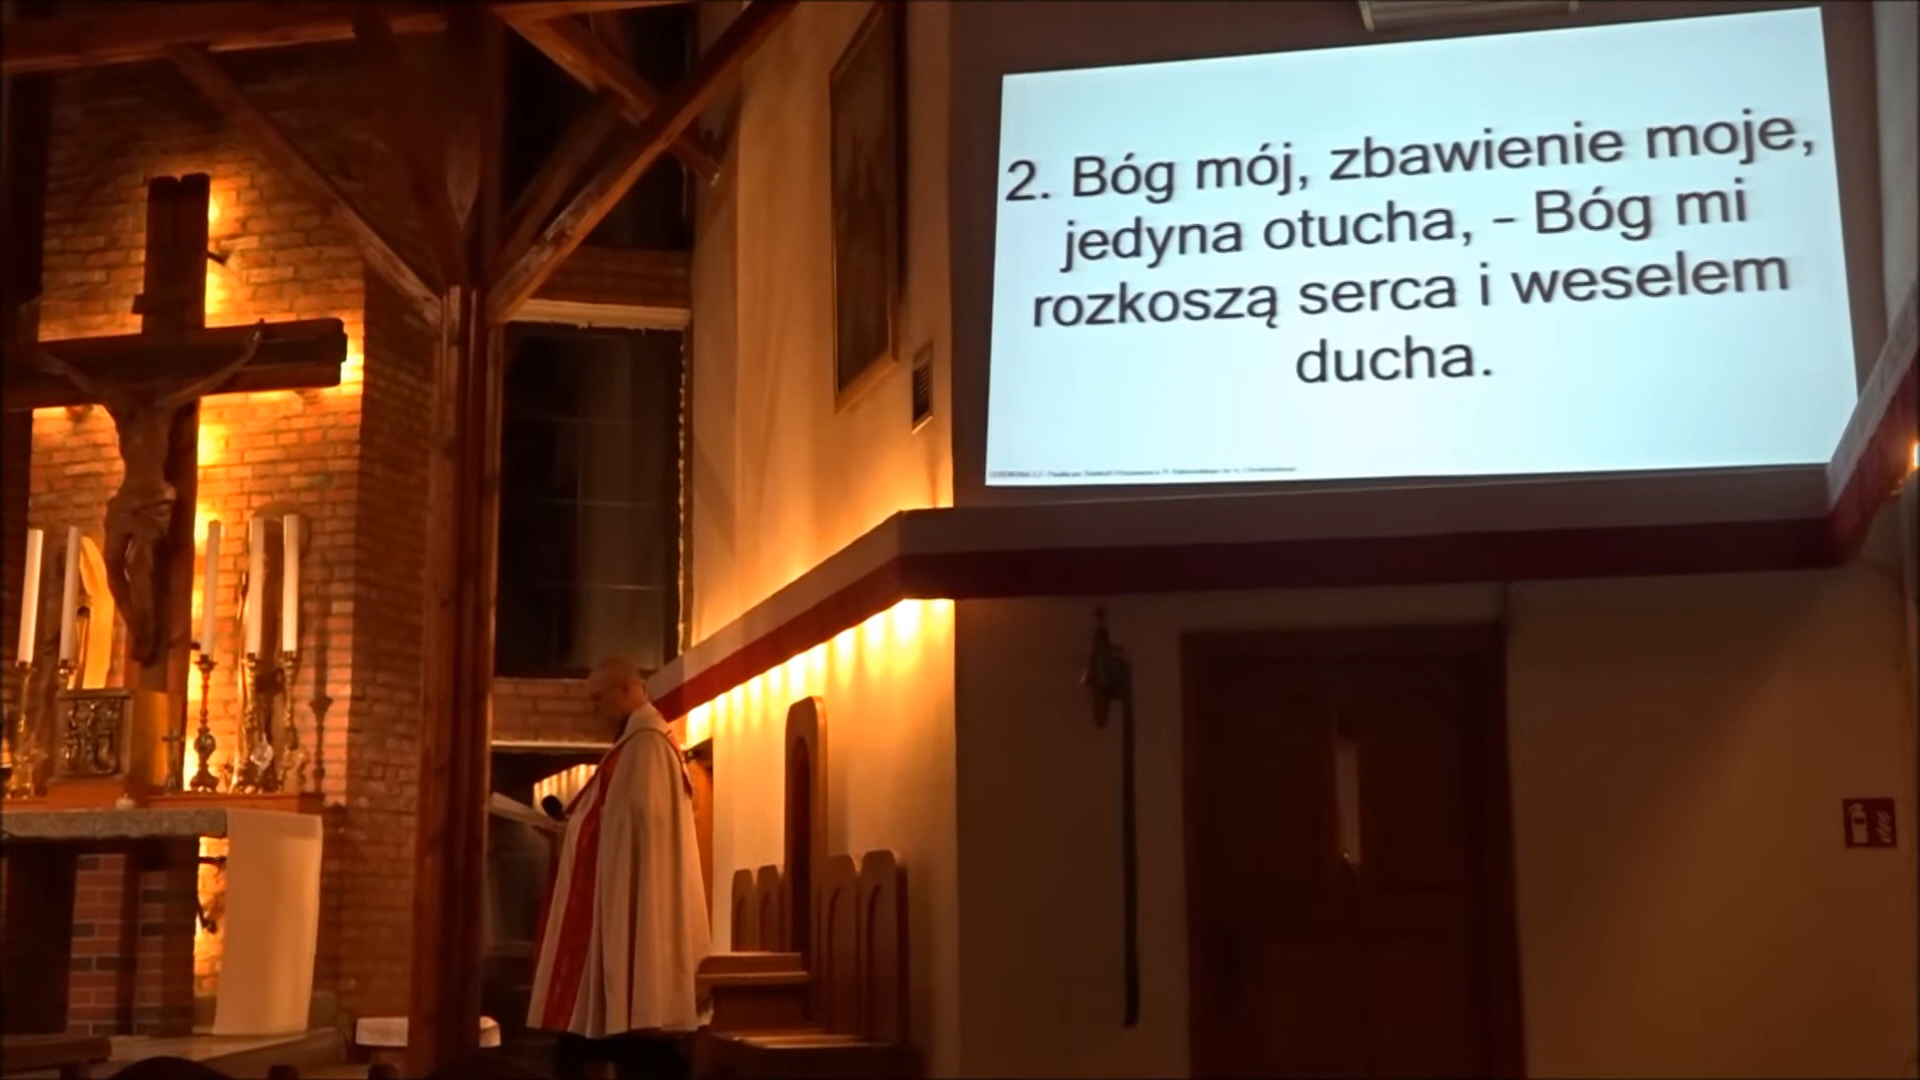 2. Bóg mój, zbawienie moje,
jedyna otucha, – Bóg mi
rozkoszą serca i weselem
ducha.